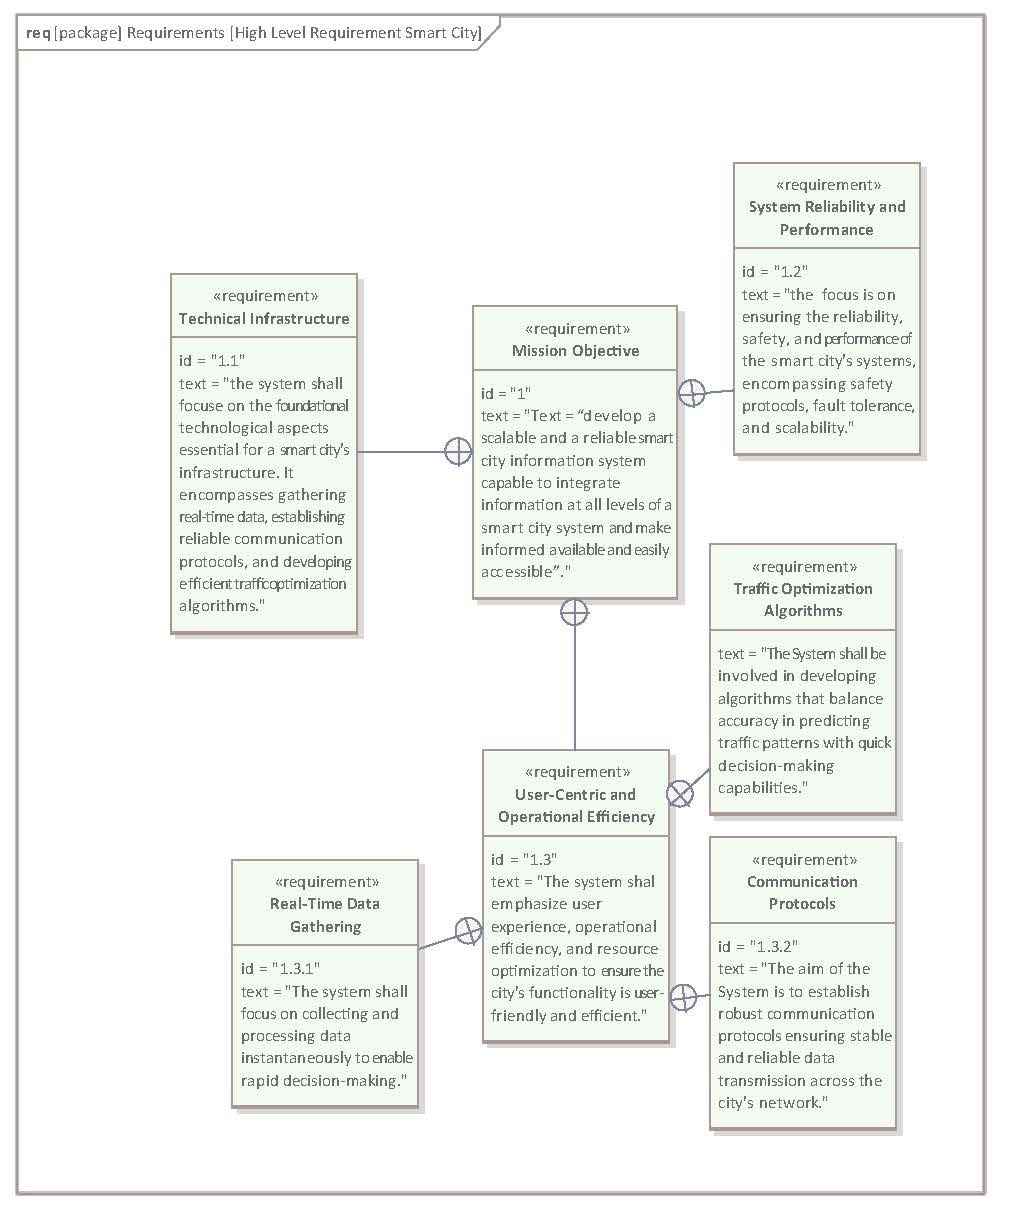 req [package] Requirements [High Level Requirement Smart City]
«requirement»
System Reliability and
Performance
id = "1.2"
text = "the focus is on
ensuring the reliability,
safety, and performance of
the smart city's systems,
encompassing safety
protocols, fault tolerance,
and scalability."
«requirement»
Technical Infrastructure
id = "1.1"
text = "the system shall
focuse on the foundational
technological aspects
essential for a smart city's
infrastructure. It
encompasses gathering
real-time data, establishing
reliable communication
protocols, and developing
efficient traffic optimization
algorithms."
«requirement»
Mission Objective
id = "1"
text = "Text = “develop a
scalable and a reliable smart
city information system
capable to integrate
information at all levels of a
smart city system and make
informed available and easily
accessible”."
«requirement»
Traffic Optimization
Algorithms
text = "The System shall be
involved in developing
algorithms that balance
accuracy in predicting
traffic patterns with quick
decision-making
capabilities."
«requirement»
User-Centric and
Operational Efficiency
id = "1.3"
text = "The system shal
emphasize user
experience, operational
efficiency, and resource
optimization to ensure the
city's functionality is user-
friendly and efficient."
«requirement»
Real-Time Data
Gathering
id = "1.3.1"
text = "The system shall
focus on collecting and
processing data
instantaneously to enable
rapid decision-making."
«requirement»
Communication
Protocols
id = "1.3.2"
text = "The aim of the
System is to establish
robust communication
protocols ensuring stable
and reliable data
transmission across the
city's network."